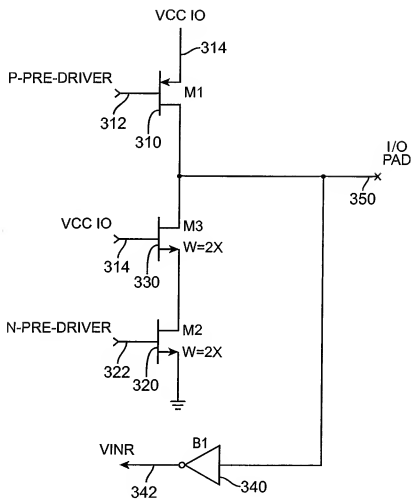 VCC IO
314
P-PRE-DRIVER
M1
312
310
I/O
PAD
350
VCC IO
M3
314
330
W=2X
N-PRE-DRIVER
M2
322
320
W=2X
B1
VINR
342
340